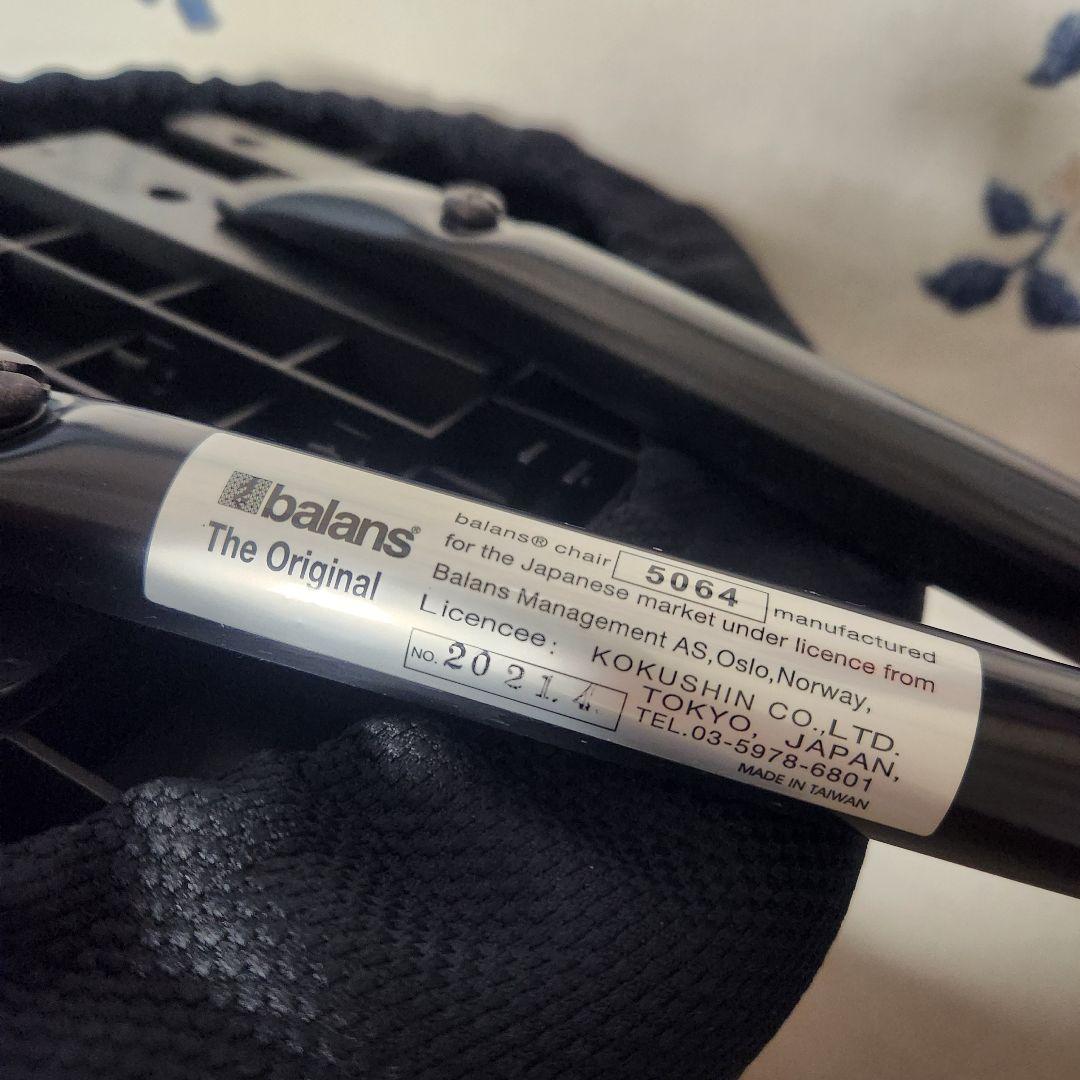 balans®
The Original
balans® chair 5064 manufactured
for the Japanese market under licence from
Balans Management AS,Oslo,Norway,
Licencee: KOKUSHIN CO.,LTD.
TOKYO, JAPAN,
TEL.03-5978-6801
NO. 2021.4.
MADE IN TAIWAN